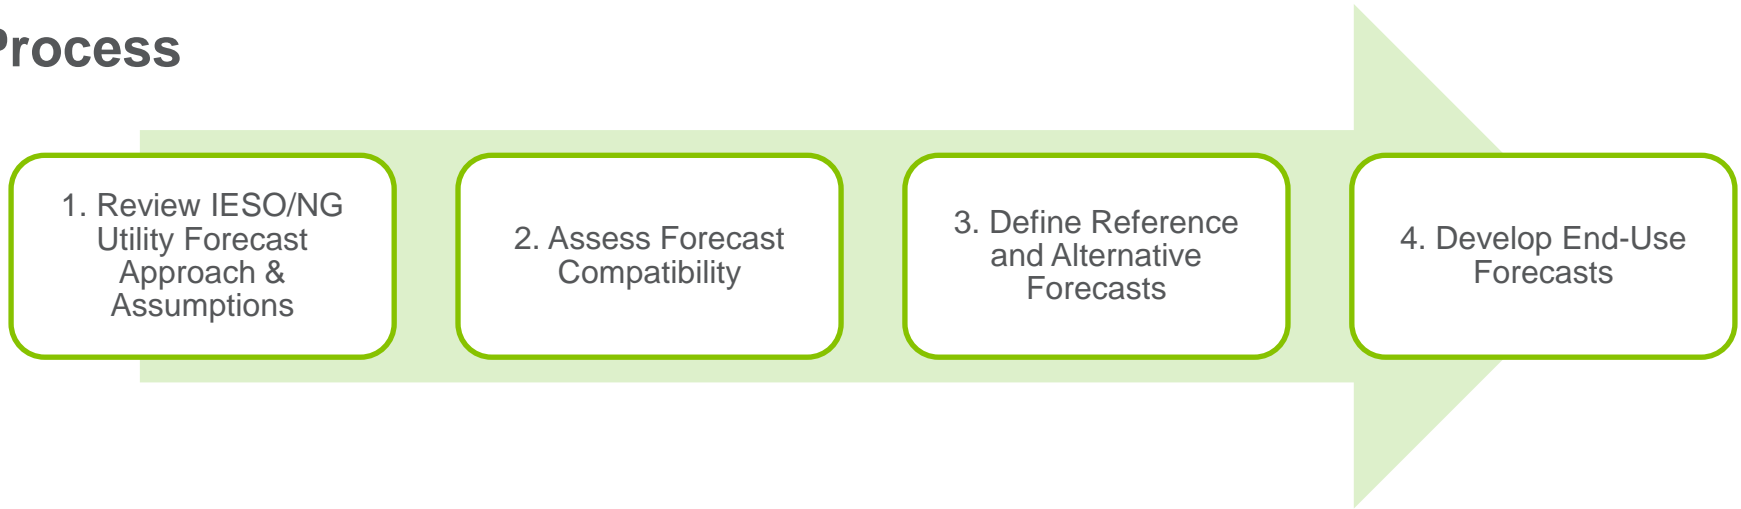 Process
1. Review IESO/NG
Utility Forecast
Approach &
Assumptions
2. Assess Forecast
Compatibility
3. Define Reference
and Alternative
Forecasts
4. Develop End-Use
Forecasts